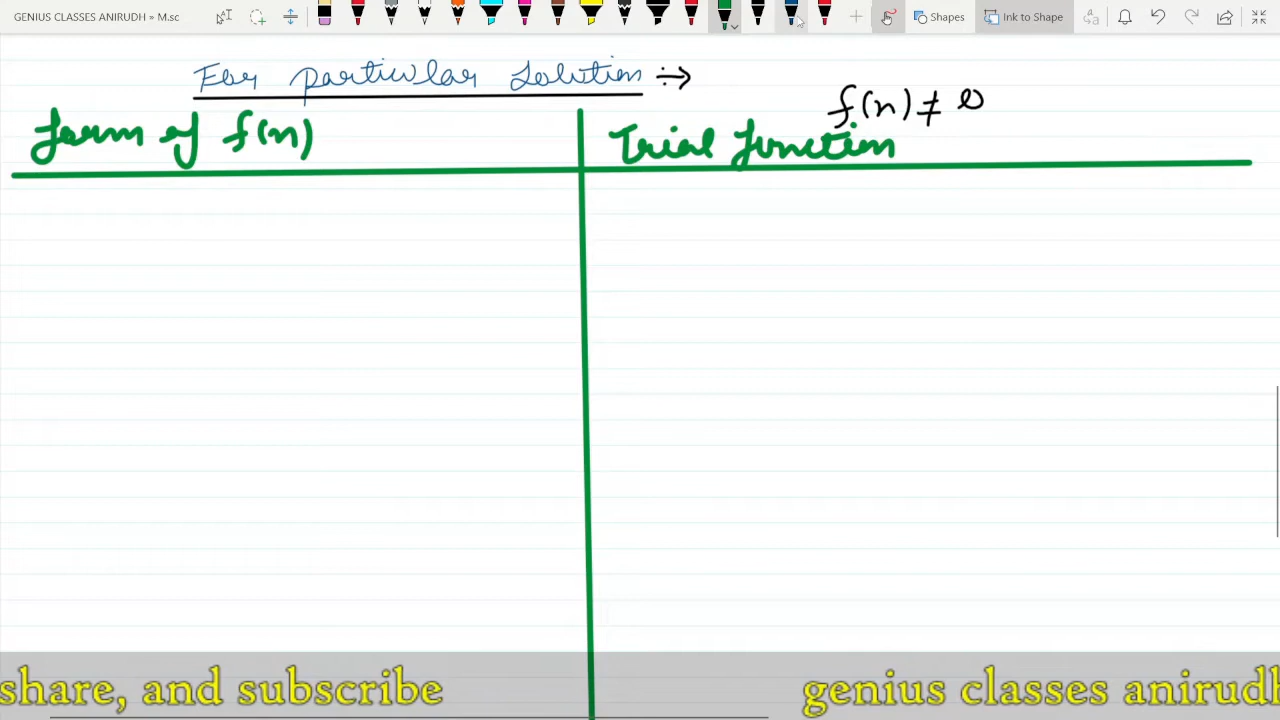 GENIUS CLASSES ANIRUDH - M.sc
Shapes
Ink to Shape
For particular solution :→
f(n) ≠ 0
form of f(n)
Trial function
share, and subscribe
genius classes anirudh